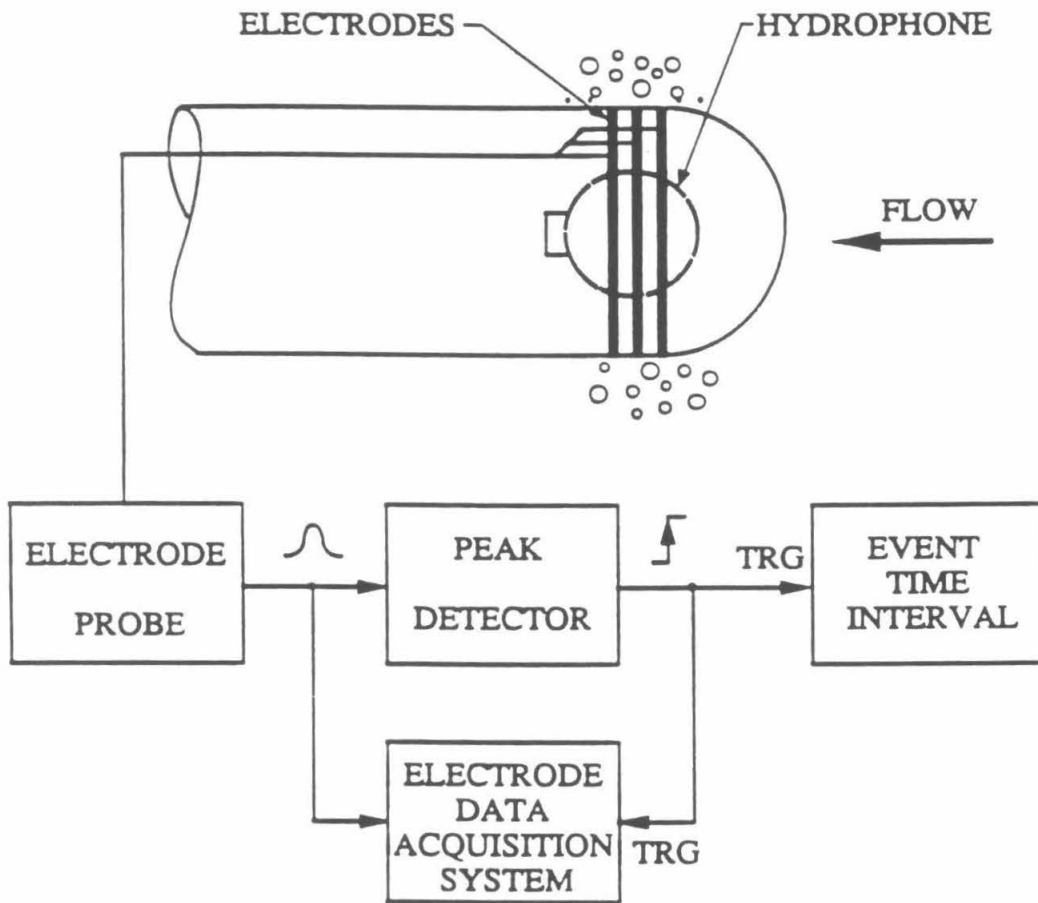 ELECTRODES
HYDROPHONE
FLOW
ELECTRODE
PROBE
PEAK
DETECTOR
TRG
EVENT
TIME
INTERVAL
ELECTRODE
DATA
ACQUISITION
SYSTEM
TRG